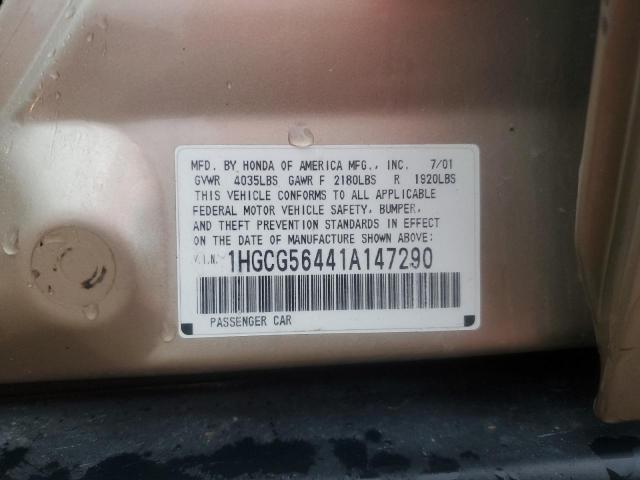 MFD. BY HONDA OF AMERICA MFG., INC. 7/01
GVWR 4035LBS GAWR F 2180LBS R 1920LBS
THIS VEHICLE CONFORMS TO ALL APPLICABLE
FEDERAL MOTOR VEHICLE SAFETY, BUMPER,
AND THEFT PREVENTION STANDARDS IN EFFECT
ON THE DATE OF MANUFACTURE SHOWN ABOVE:
V.I.N: 1HGCG56441A147290
PASSENGER CAR